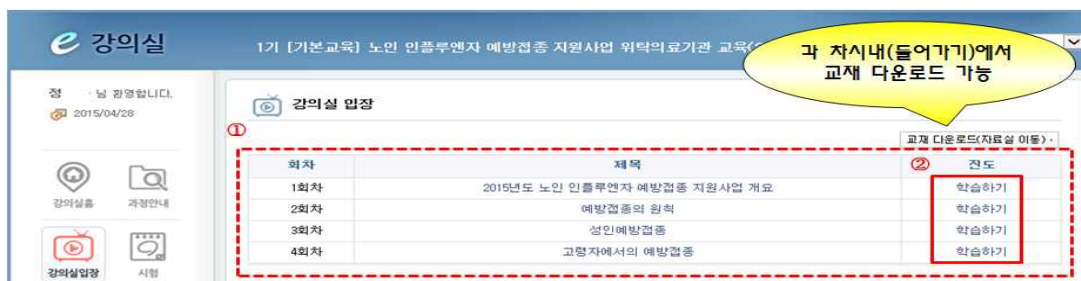 e 강의실
1기 [기본교육] 노인 인플루엔자 예방접종 지원사업 위탁의료기관 교육
각 차시내(들어가기)에서
교재 다운로드 가능
정 님 환영합니다.
2015/04/28
강의실 입장
①
교재 다운로드(자료실 이동)
회차 제목 ②진도
1회차 2015년도 노인 인플루엔자 예방접종 지원사업 개요 학습하기
2회차 예방접종의 원칙 학습하기
3회차 성인예방접종 학습하기
4회차 고령자에서의 예방접종 학습하기
강의실홈 과정안내
강의실입장 시험